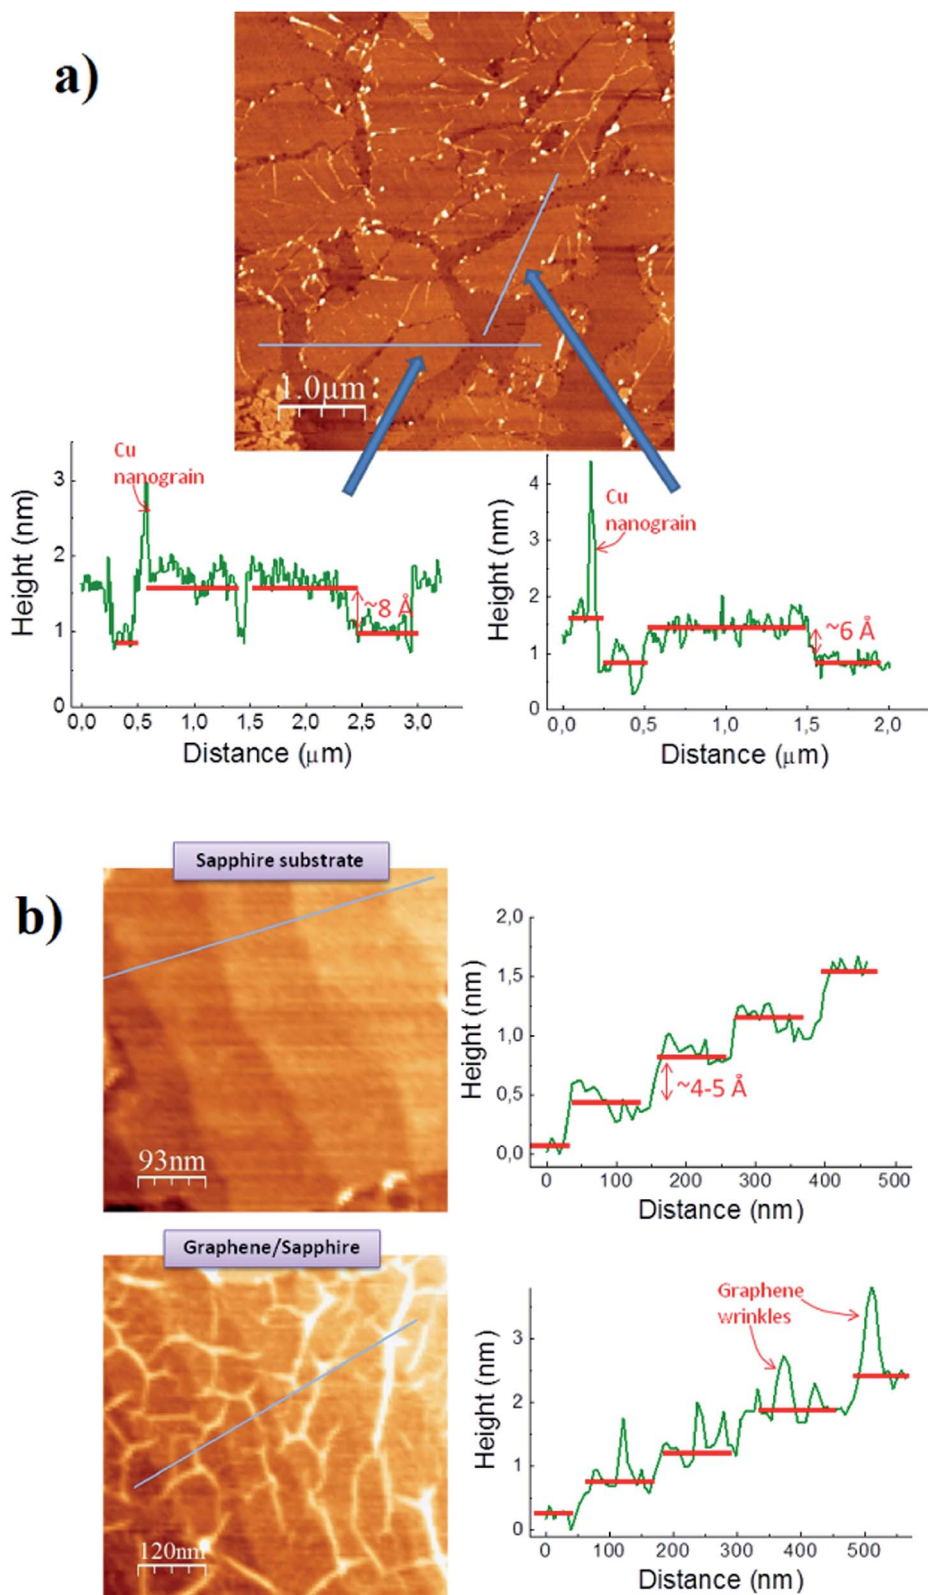 a)
1.0µm
Cu
nanograin
Height (nm)
3
2
1
0
~8 Å
0,0 0,5 1,0 1,5 2,0 2,5 3,0
Distance (µm)
Cu
nanograin
Height (nm)
4
3
2
1
0
~6 Å
0,0 0,5 1,0 1,5 2,0
Distance (µm)
b)
Sapphire substrate
93nm
Height (nm)
2,0
1,5
1,0
0,5
0,0
~4-5 Å
0 100 200 300 400 500
Distance (nm)
Graphene/Sapphire
120nm
Graphene
wrinkles
Height (nm)
3
2
1
0
0 100 200 300 400 500
Distance (nm)